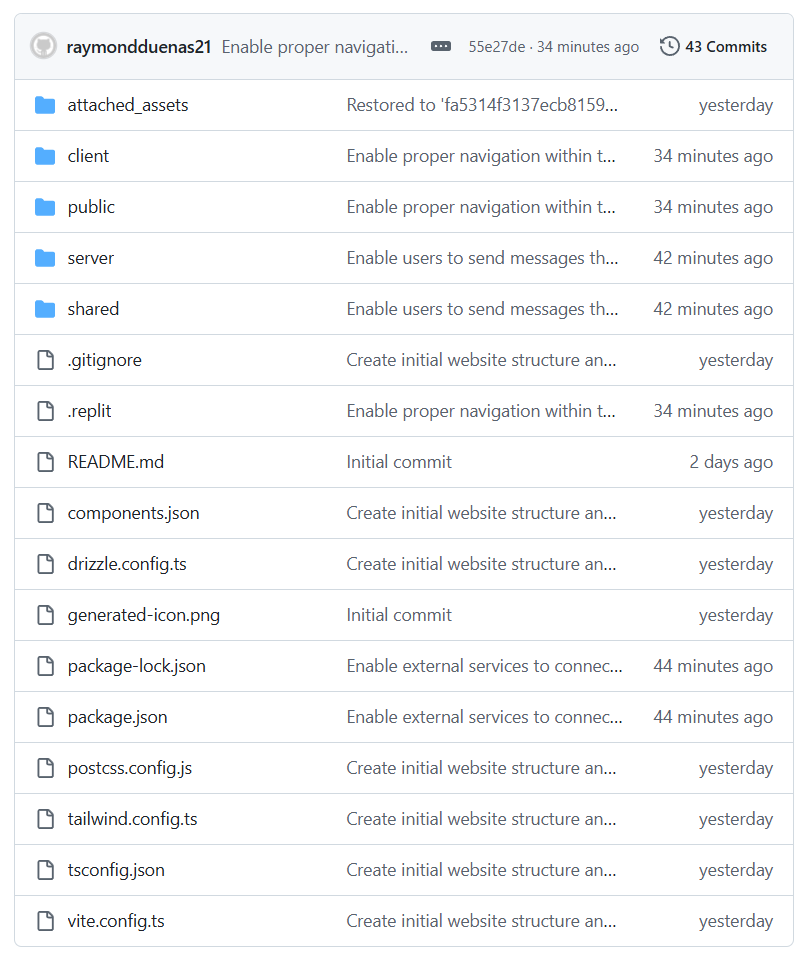 raymondduenas21 Enable proper navigati... 55e27de · 34 minutes ago 43 Commits
attached_assets Restored to 'fa5314f3137ecb8159... yesterday
client Enable proper navigation within t... 34 minutes ago
public Enable proper navigation within t... 34 minutes ago
server Enable users to send messages th... 42 minutes ago
shared Enable users to send messages th... 42 minutes ago
.gitignore Create initial website structure an... yesterday
.replit Enable proper navigation within t... 34 minutes ago
README.md Initial commit 2 days ago
components.json Create initial website structure an... yesterday
drizzle.config.ts Create initial website structure an... yesterday
generated-icon.png Initial commit yesterday
package-lock.json Enable external services to connec... 44 minutes ago
package.json Enable external services to connec... 44 minutes ago
postcss.config.js Create initial website structure an... yesterday
tailwind.config.ts Create initial website structure an... yesterday
tsconfig.json Create initial website structure an... yesterday
vite.config.ts Create initial website structure an... yesterday